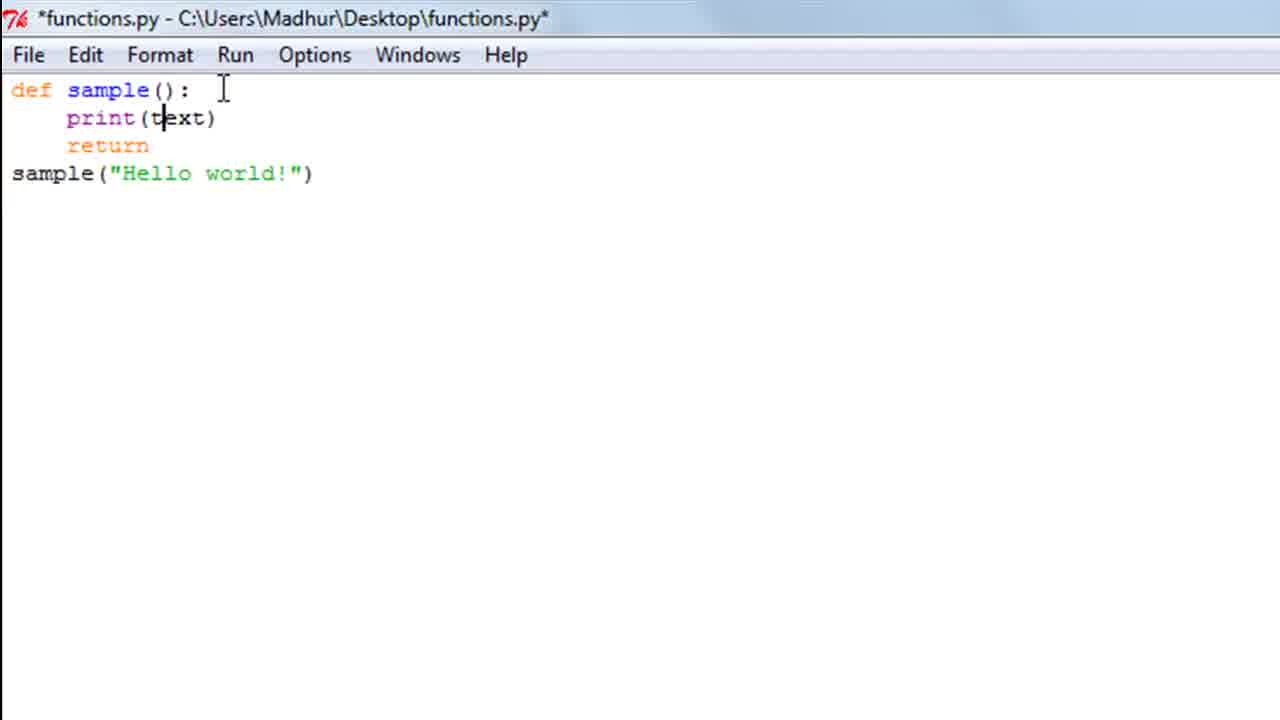 *functions.py - C:\Users\Madhur\Desktop\functions.py*
File Edit Format Run Options Windows Help
def sample():
    print(text)
    return
sample("Hello world!")